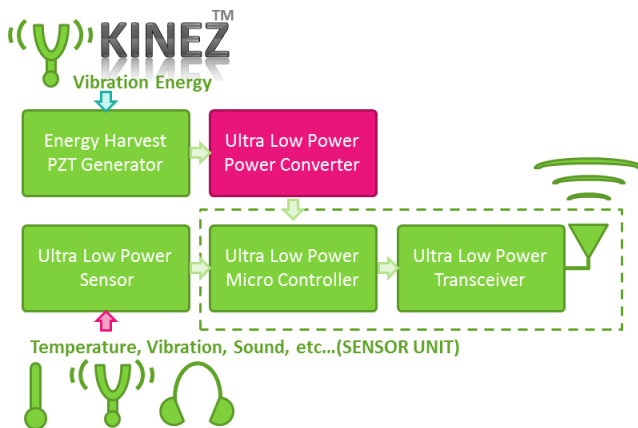 KINEZ™
Vibration Energy
Energy Harvest
PZT Generator
Ultra Low Power
Power Converter
Ultra Low Power
Sensor
Ultra Low Power
Micro Controller
Ultra Low Power
Transceiver
Temperature, Vibration, Sound, etc...(SENSOR UNIT)